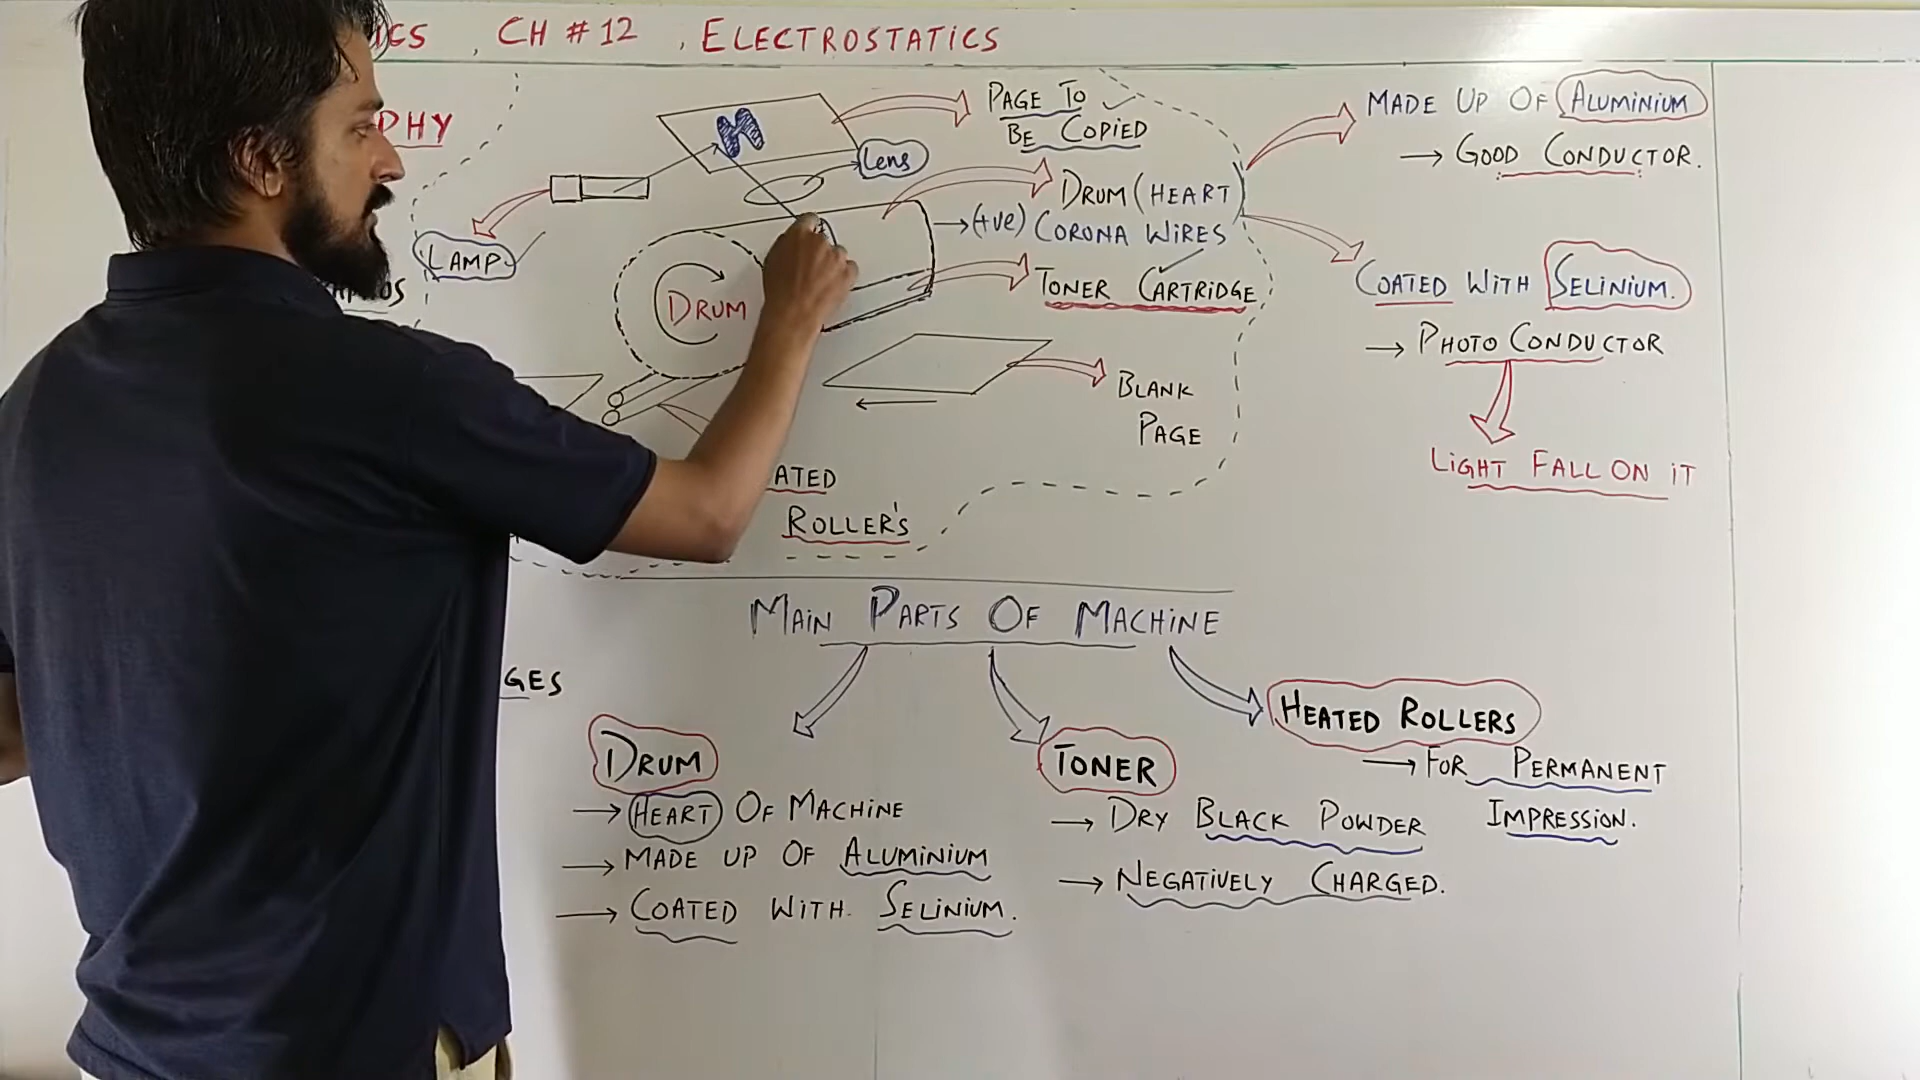 CH # 12 , ELECTROSTATICS
PAGE TO
BE COPIED
Lens
LAMP
DRUM (HEART)
(+ve) CORONA WIRES
TONER CARTRIDGE
DRUM
BLANK
PAGE
ROLLER'S
MADE UP OF ALUMINIUM
→ GOOD CONDUCTOR.
COATED WITH SELINIUM.
→ PHOTO CONDUCTOR
LIGHT FALL ON IT
MAIN PARTS OF MACHINE
DRUM
→ HEART OF MACHINE
→ MADE UP OF ALUMINIUM
→ COATED WITH SELINIUM.
TONER
→ DRY BLACK POWDER
→ NEGATIVELY CHARGED.
HEATED ROLLERS
→ FOR PERMANENT
IMPRESSION.